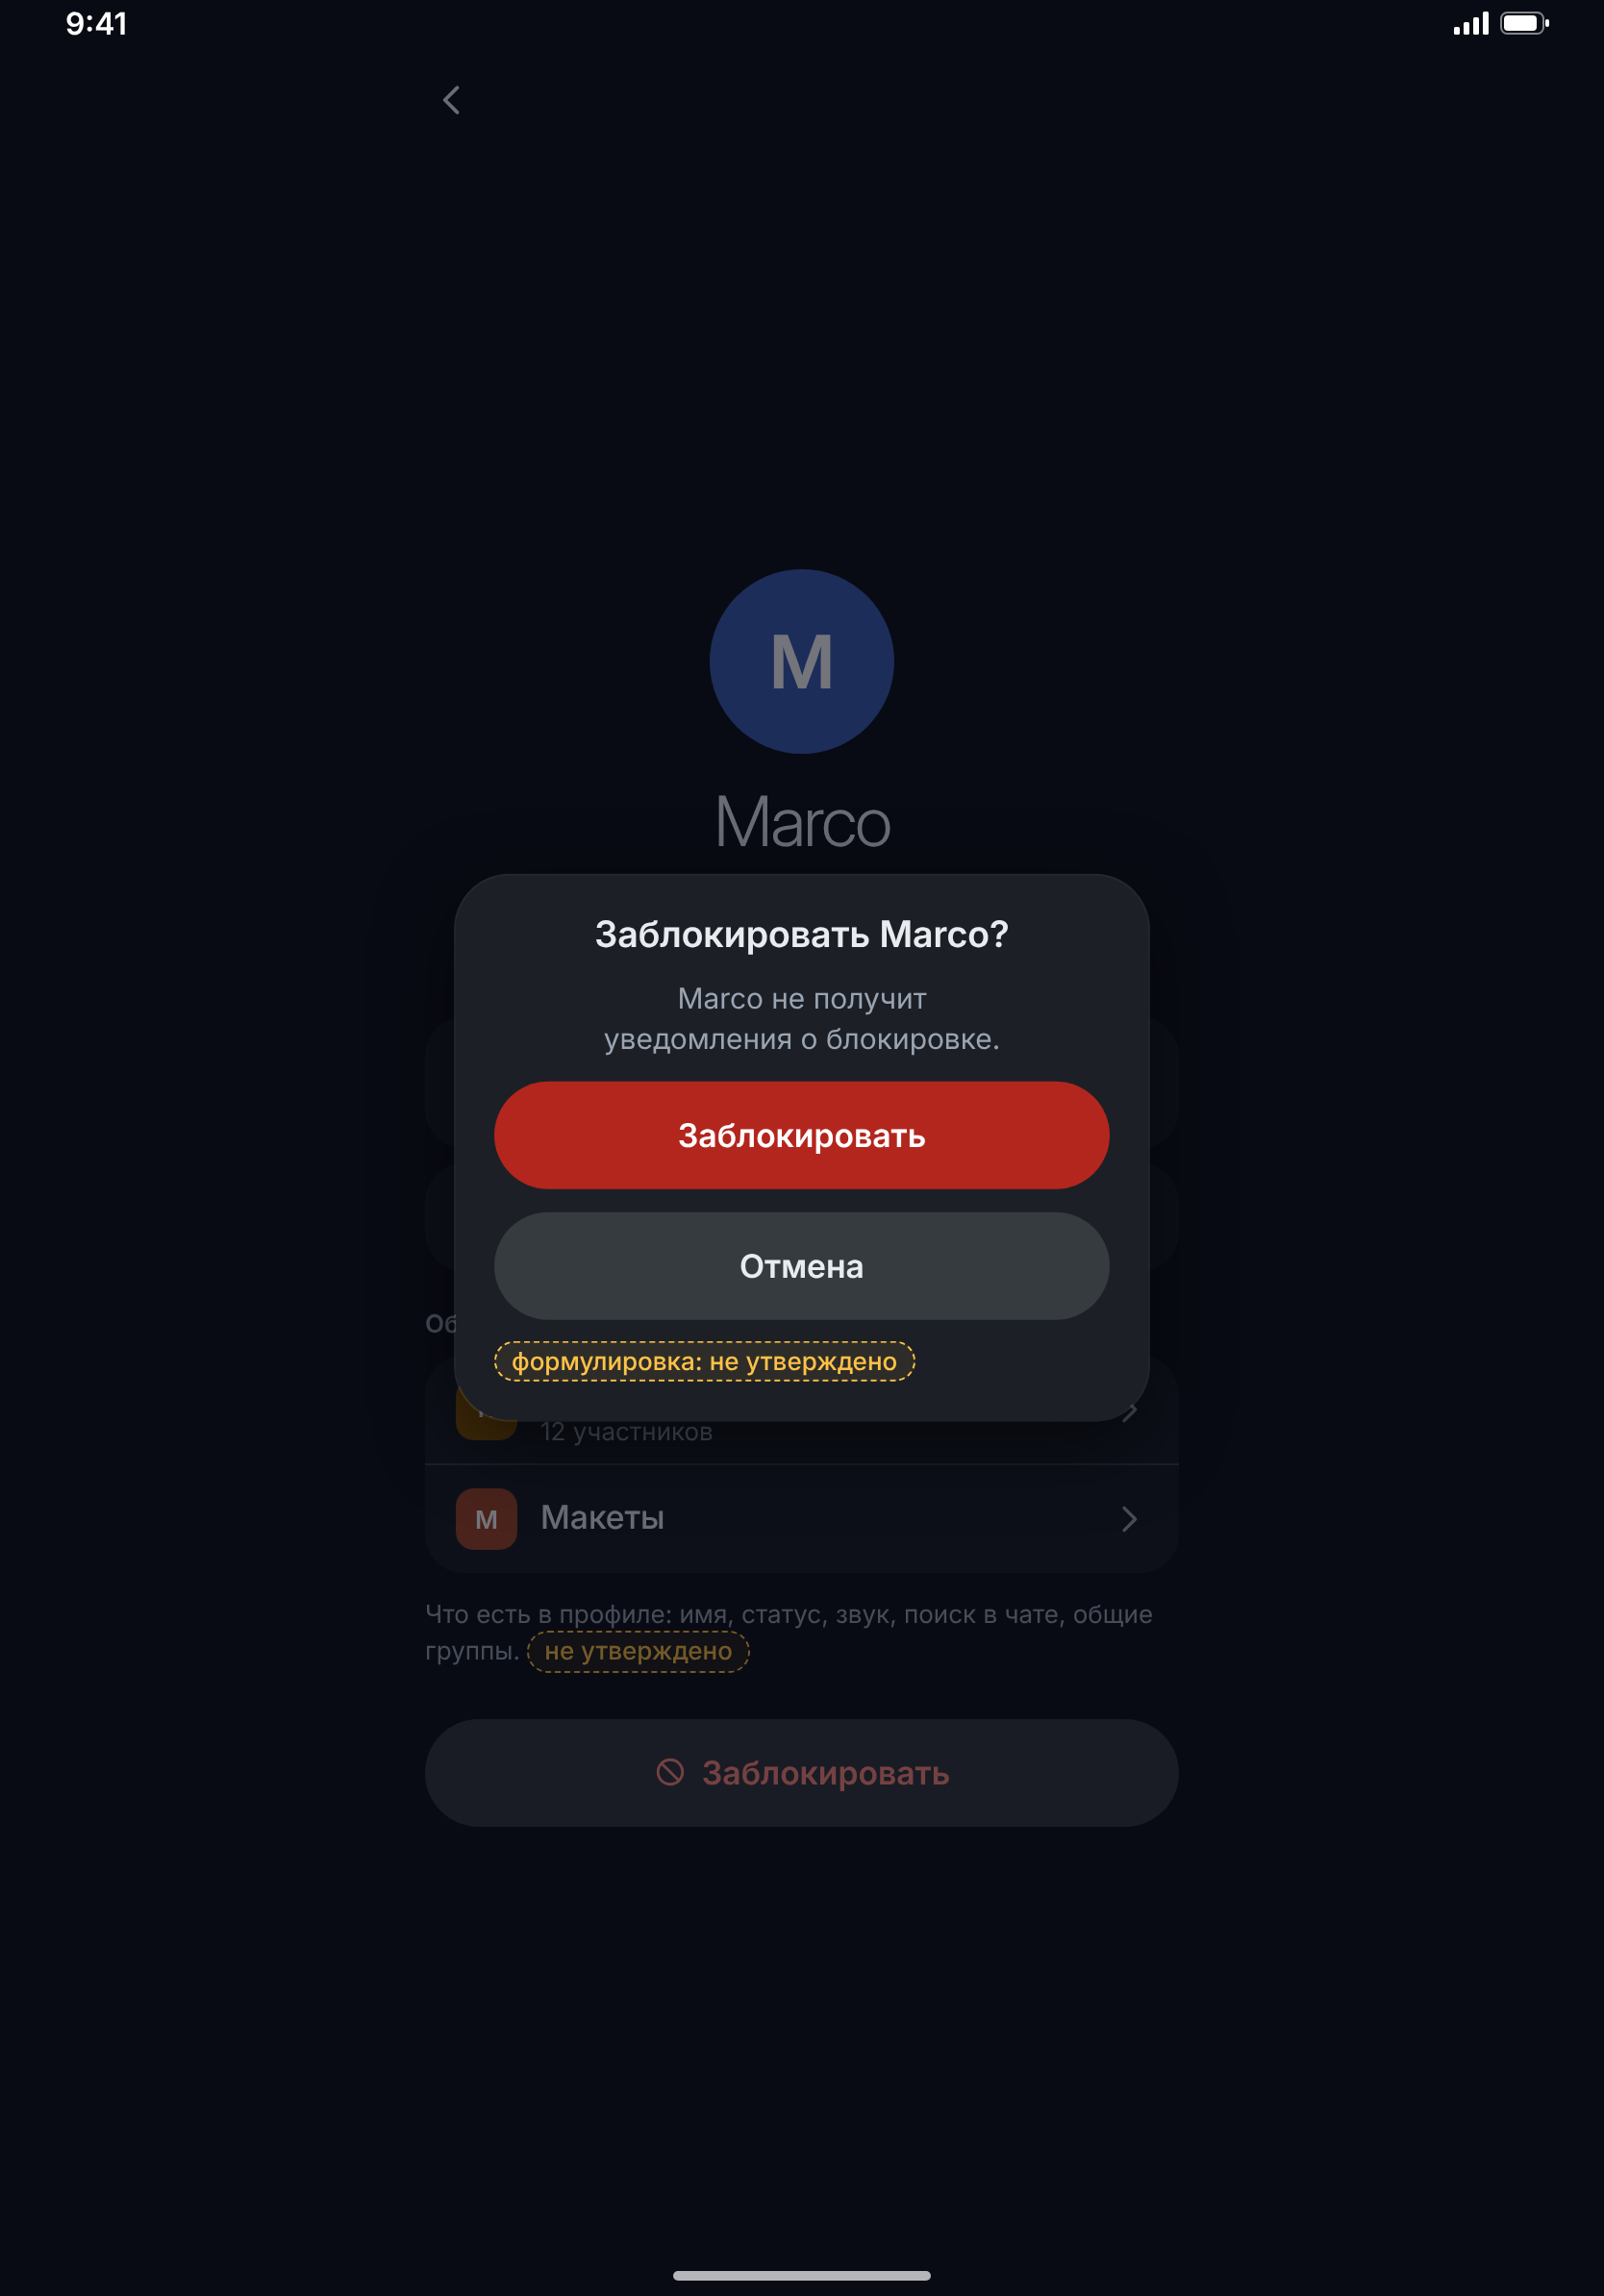 9:41
M
Marco
Заблокировать Marco?
Marco не получит
уведомления о блокировке.
Заблокировать
Отмена
формулировка: не утверждено
12 участников
М
Макеты
Что есть в профиле: имя, статус, звук, поиск в чате, общие
группы. не утверждено
Заблокировать